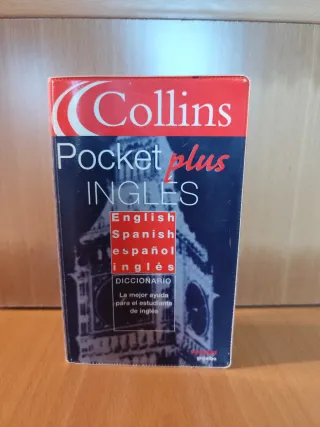 Collins
Pocket plus
INGLÉS
English
Spanish
español
inglés
DICCIONARIO
La mejor ayuda
para el estudiante
de inglés